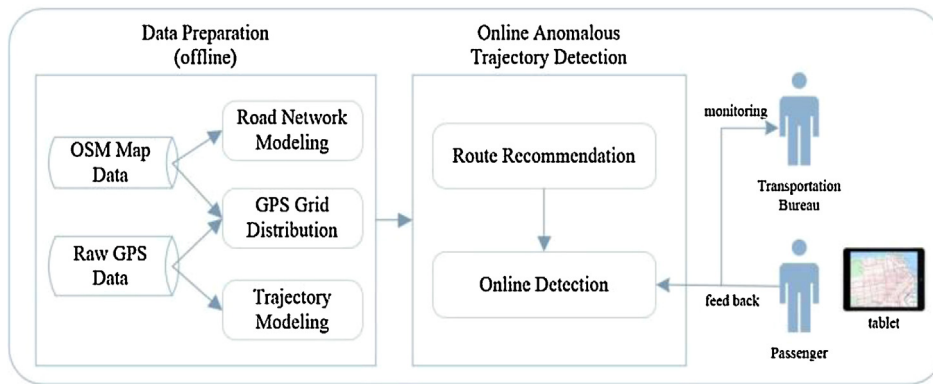 Data Preparation
(offline)
Online Anomalous
Trajectory Detection
OSM Map
Data
Raw GPS
Data
Road Network
Modeling
GPS Grid
Distribution
Trajectory
Modeling
Route Recommendation
Online Detection
monitoring
Transportation
Bureau
feed back
Passenger
tablet